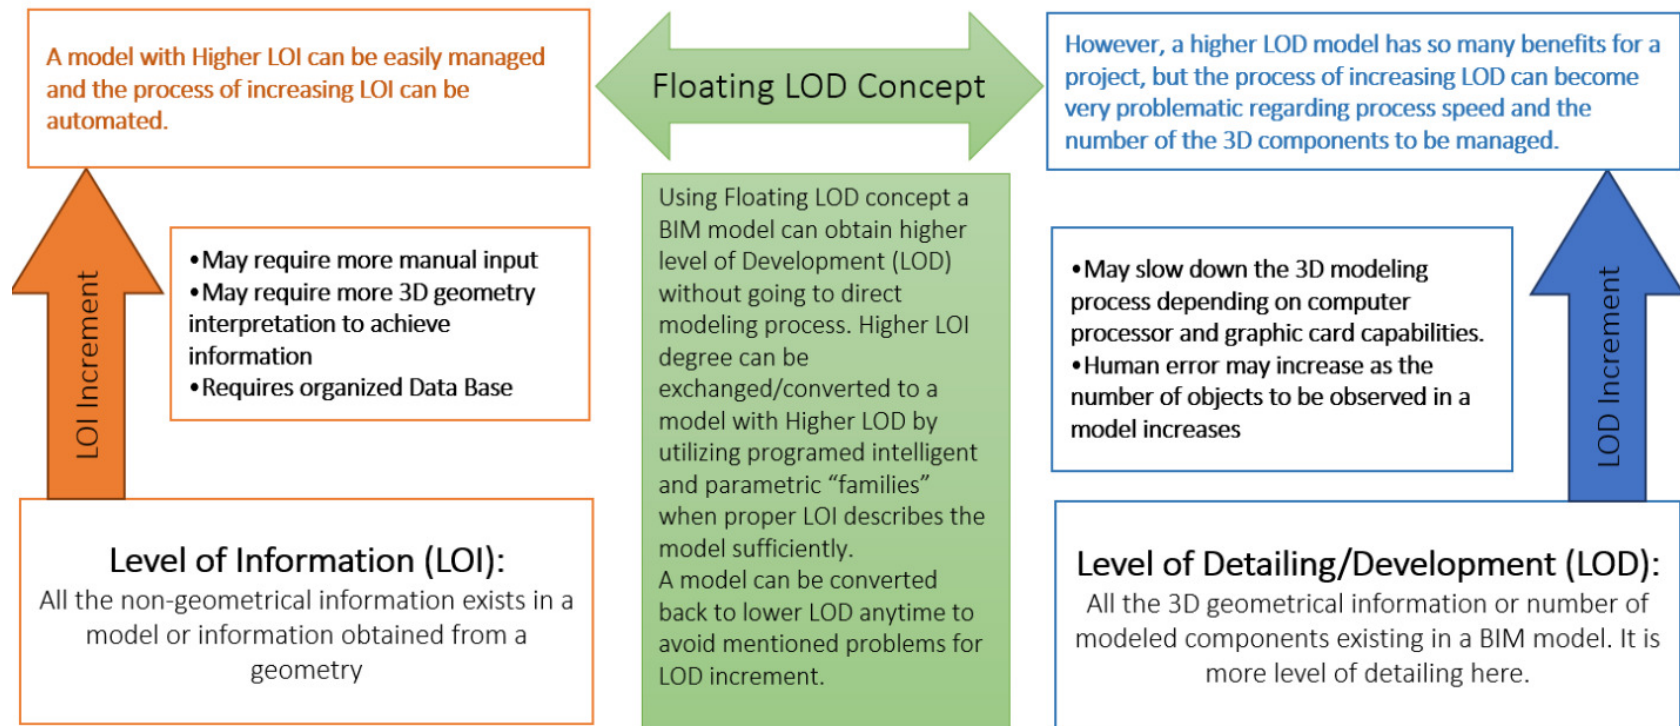 A model with Higher LOI can be easily managed
and the process of increasing LOI can be
automated.
Floating LOD Concept
However, a higher LOD model has so many benefits for a
project, but the process of increasing LOD can become
very problematic regarding process speed and the
number of the 3D components to be managed.
LOI Increment
•May require more manual input
•May require more 3D geometry
interpretation to achieve
information
•Requires organized Data Base
Using Floating LOD concept a
BIM model can obtain higher
level of Development (LOD)
without going to direct
modeling process. Higher LOI
degree can be
exchanged/converted to a
model with Higher LOD by
utilizing programed intelligent
and parametric “families”
when proper LOI describes the
model sufficiently.
A model can be converted
back to lower LOD anytime to
avoid mentioned problems for
LOD increment.
•May slow down the 3D modeling
process depending on computer
processor and graphic card capabilities.
•Human error may increase as the
number of objects to be observed in a
model increases
LOD Increment
Level of Information (LOI):
All the non-geometrical information exists in a
model or information obtained from a
geometry
Level of Detailing/Development (LOD):
All the 3D geometrical information or number of
modeled components existing in a BIM model. It is
more level of detailing here.